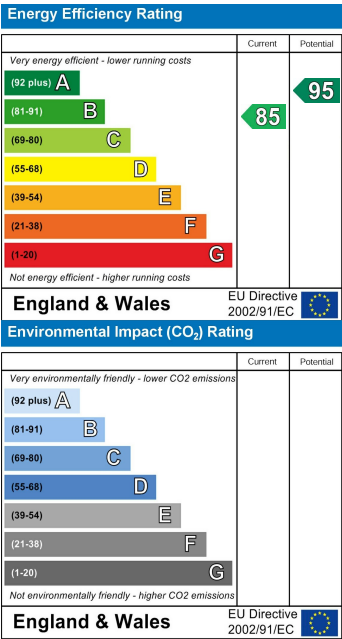 Energy Efficiency Rating
Current Potential
Very energy efficient - lower running costs
(92 plus) A
95
(81-91) B
85
(69-80) C
(55-68) D
(39-54) E
(21-38) F
(1-20) G
Not energy efficient - higher running costs
England & Wales
EU Directive
2002/91/EC
Environmental Impact (CO₂) Rating
Current Potential
Very environmentally friendly - lower CO2 emissions
(92 plus) A
(81-91) B
(69-80) C
(55-68) D
(39-54) E
(21-38) F
(1-20) G
Not environmentally friendly - higher CO2 emissions
England & Wales
EU Directive
2002/91/EC